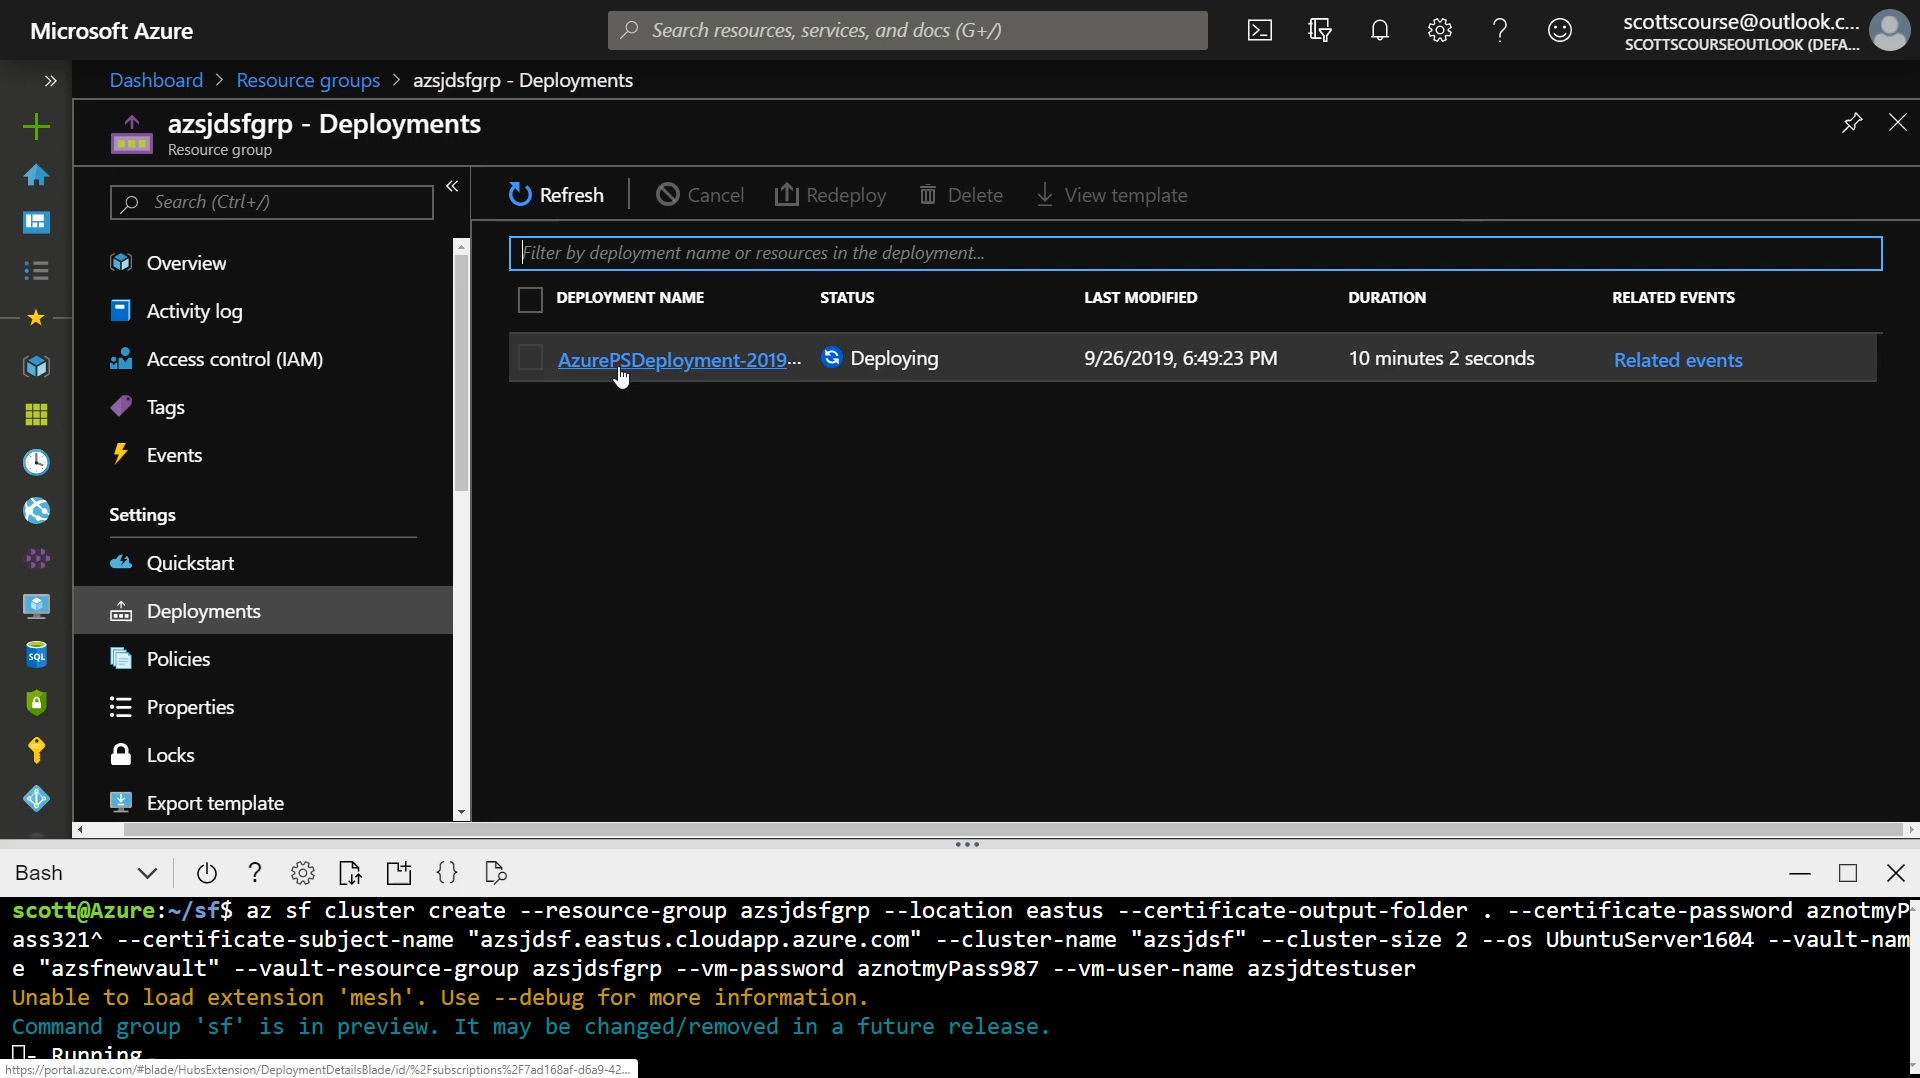 Microsoft Azure
Search resources, services, and docs (G+/)
scottscourse@outlook.c...
SCOTTSCOURSEOUTLOOK (DEFA...
Dashboard > Resource groups > azsjdsfgrp - Deployments
azsjdsfgrp - Deployments
Resource group
Search (Ctrl+/)
Overview
Activity log
Access control (IAM)
Tags
Events
Settings
Quickstart
Deployments
Policies
Properties
Locks
Export template
Refresh Cancel Redeploy Delete View template
Filter by deployment name or resources in the deployment...
DEPLOYMENT NAME STATUS LAST MODIFIED DURATION RELATED EVENTS
AzurePSDeployment-2019... Deploying 9/26/2019, 6:49:23 PM 10 minutes 2 seconds Related events
SQL
Bash
scott@Azure:~/sf$ az sf cluster create --resource-group azsjdsfgrp --location eastus --certificate-output-folder . --certificate-password aznotmyP
ass321^ --certificate-subject-name "azsjdsf.eastus.cloudapp.azure.com" --cluster-name "azsjdsf" --cluster-size 2 --os UbuntuServer1604 --vault-nam
e "azsfnewvault" --vault-resource-group azsjdsfgrp --vm-password aznotmyPass987 --vm-user-name azsjdtestuser
Unable to load extension 'mesh'. Use --debug for more information.
Command group 'sf' is in preview. It may be changed/removed in a future release.
- Running
https://portal.azure.com/#blade/HubsExtension/DeploymentDetailsBlade/id/%2Fsubscriptions%2F7ad168af-d6a9-42...